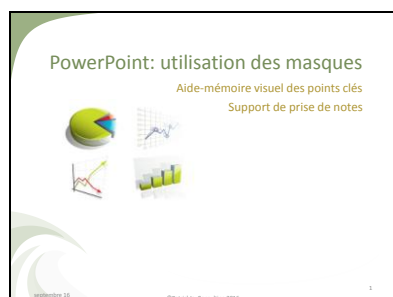 PowerPoint: utilisation des masques
Aide-mémoire visuel des points clés
Support de prise de notes
septembre 16
1